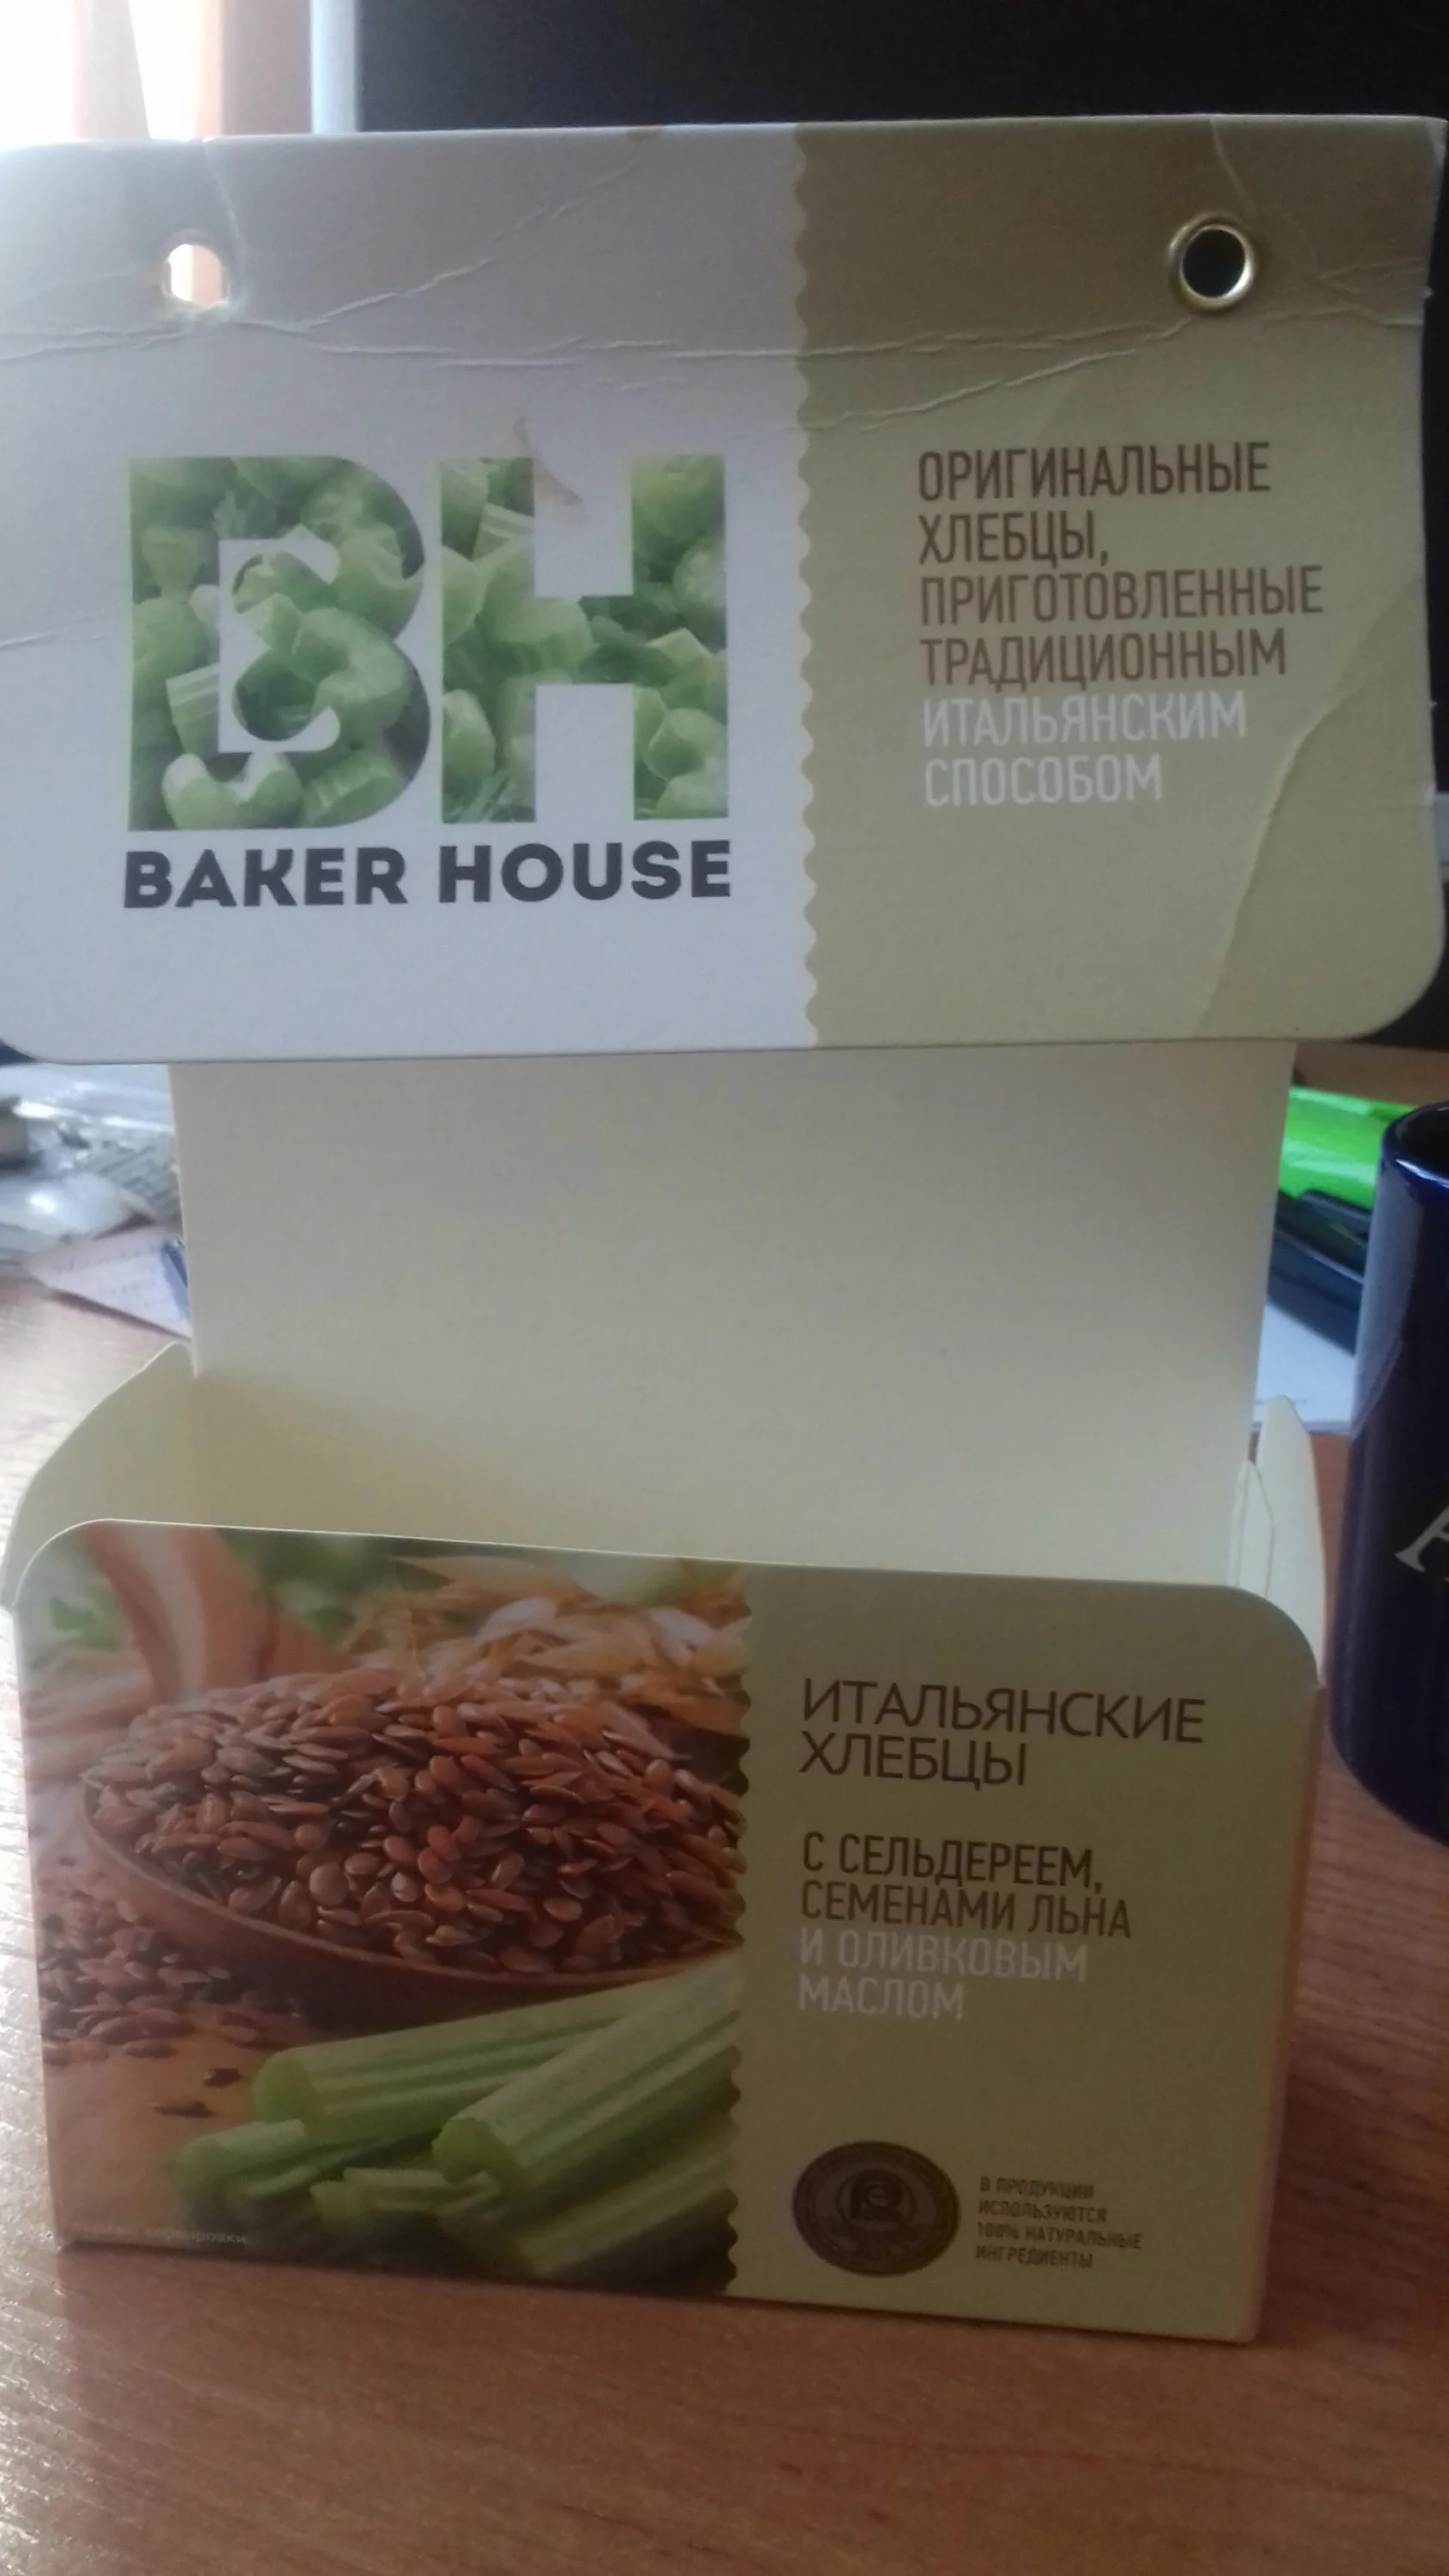 BH
BAKER HOUSE
ОРИГИНАЛЬНЫЕ
ХЛЕБЦЫ,
ПРИГОТОВЛЕННЫЕ
ТРАДИЦИОННЫМ
ИТАЛЬЯНСКИМ
СПОСОБОМ
ИТАЛЬЯНСКИЕ
ХЛЕБЦЫ
С СЕЛЬДЕРЕЕМ,
СЕМЕНАМИ ЛЬНА
И ОЛИВКОВЫМ
МАСЛОМ
В ПРОДУКЦИИ
ИСПОЛЬЗУЮТСЯ
100% НАТУРАЛЬНЫЕ
ИНГРЕДИЕНТЫ